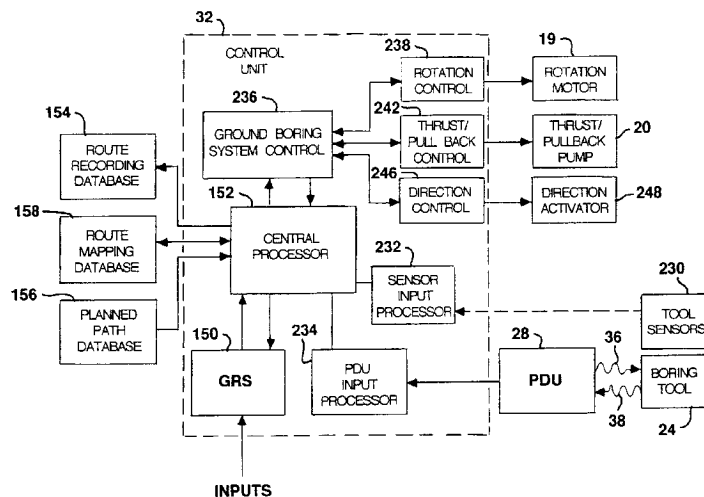 32
CONTROL
UNIT
236
GROUND BORING
SYSTEM CONTROL
238
ROTATION
CONTROL
19
ROTATION
MOTOR
242
THRUST/
PULL BACK
CONTROL
THRUST/
PULLBACK
PUMP
20
246
DIRECTION
CONTROL
DIRECTION
ACTIVATOR
248
154
ROUTE
RECORDING
DATABASE
152
CENTRAL
PROCESSOR
158
ROUTE
MAPPING
DATABASE
232
SENSOR
INPUT
PROCESSOR
230
TOOL
SENSORS
156
PLANNED
PATH
DATABASE
150
GRS
234
PDU
INPUT
PROCESSOR
28
PDU
36
38
BORING
TOOL
24
INPUTS